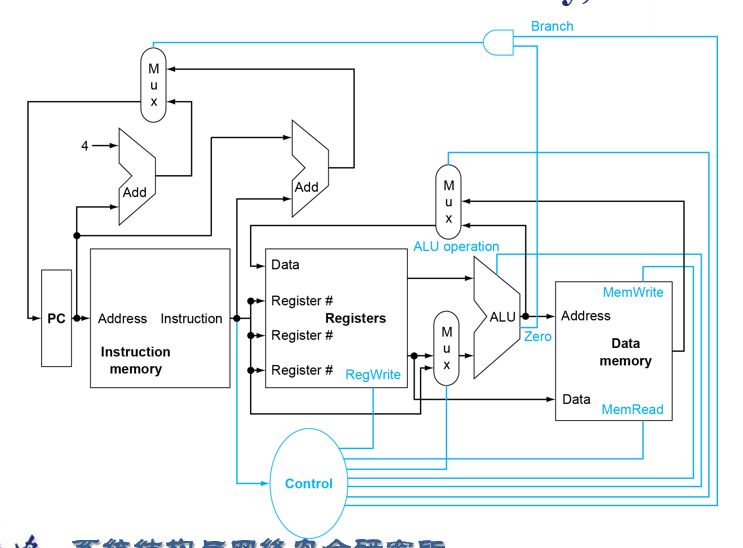 Branch
M
u
x
4
Add
Add
M
u
x
ALU operation
Data
Register #
Registers
Register #
Register #
RegWrite
PC
Address
Instruction
Instruction
memory
M
u
x
ALU
Zero
MemWrite
Address
Data
memory
Data
MemRead
Control